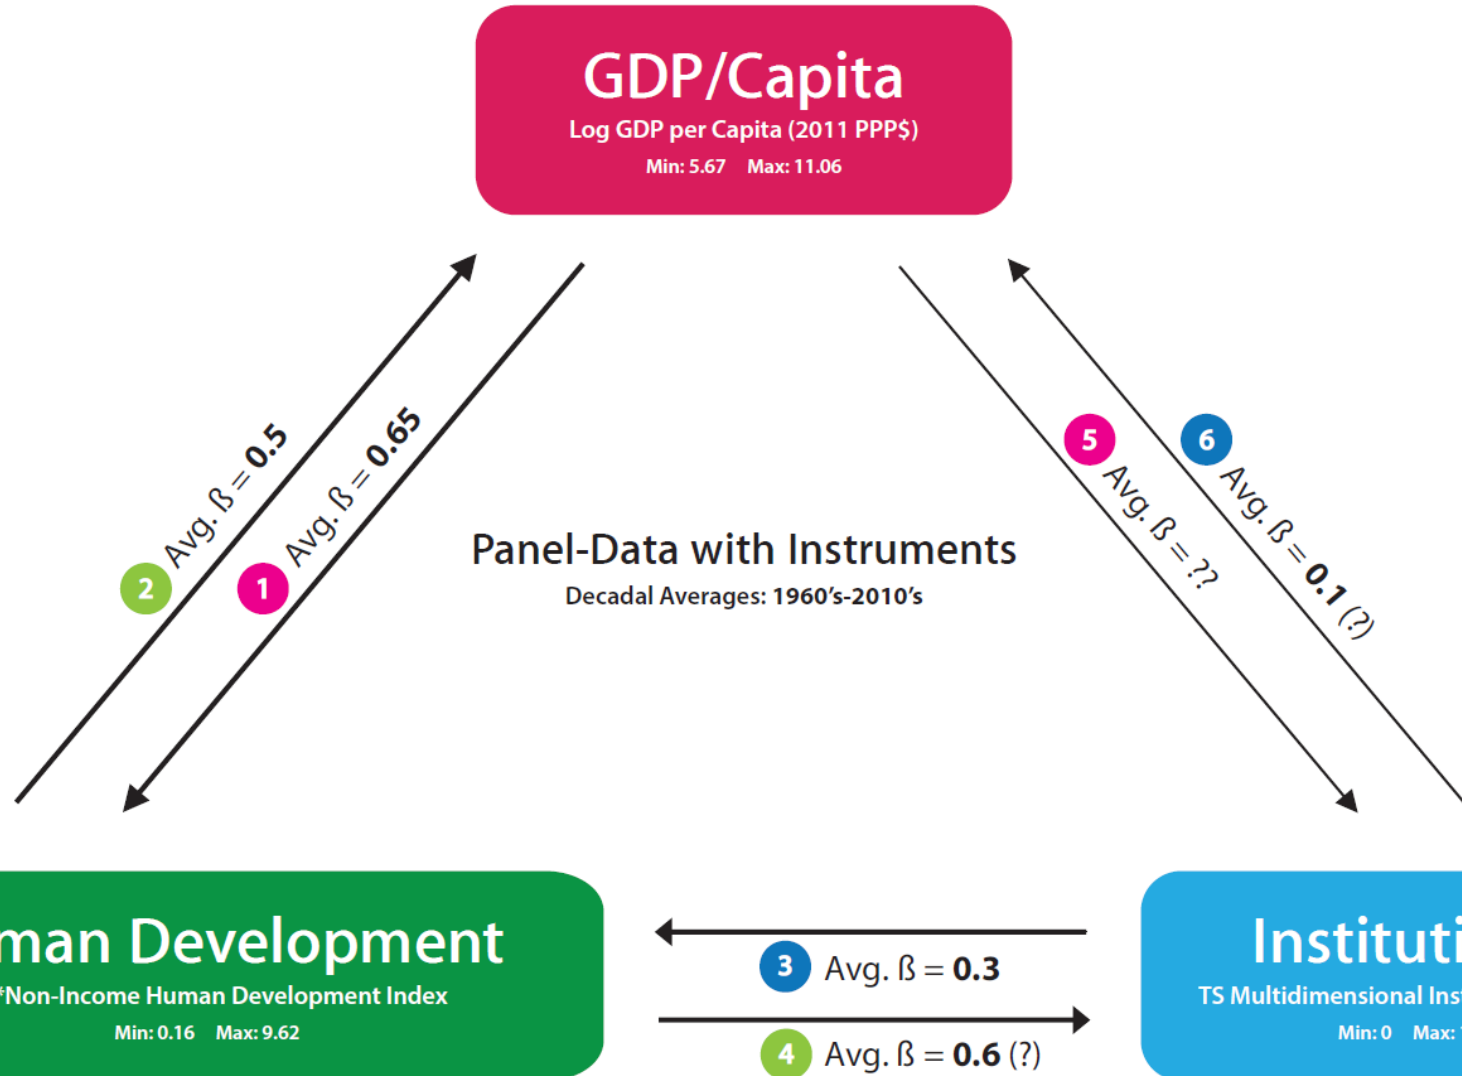 GDP/Capita
Log GDP per Capita (2011 PPP$)
Min: 5.67 Max: 11.06
2 Avg. ß = 0.5
1 Avg. ß = 0.65
5 Avg. ß = ??
6 Avg. ß = 0.1 (?)
Panel-Data with Instruments
Decadal Averages: 1960's-2010's
man Development
*Non-Income Human Development Index
Min: 0.16 Max: 9.62
3 Avg. ß = 0.3
4 Avg. ß = 0.6 (?)
Instituti
TS Multidimensional Inst
Min: 0 Max: